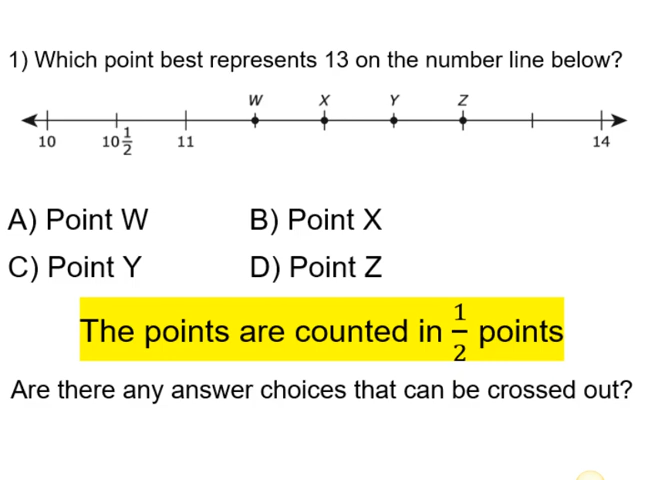 1) Which point best represents 13 on the number line below?
W X Y Z
10 10 1/2 11 14
A) Point W B) Point X
C) Point Y D) Point Z
The points are counted in 1/2 points
Are there any answer choices that can be crossed out?